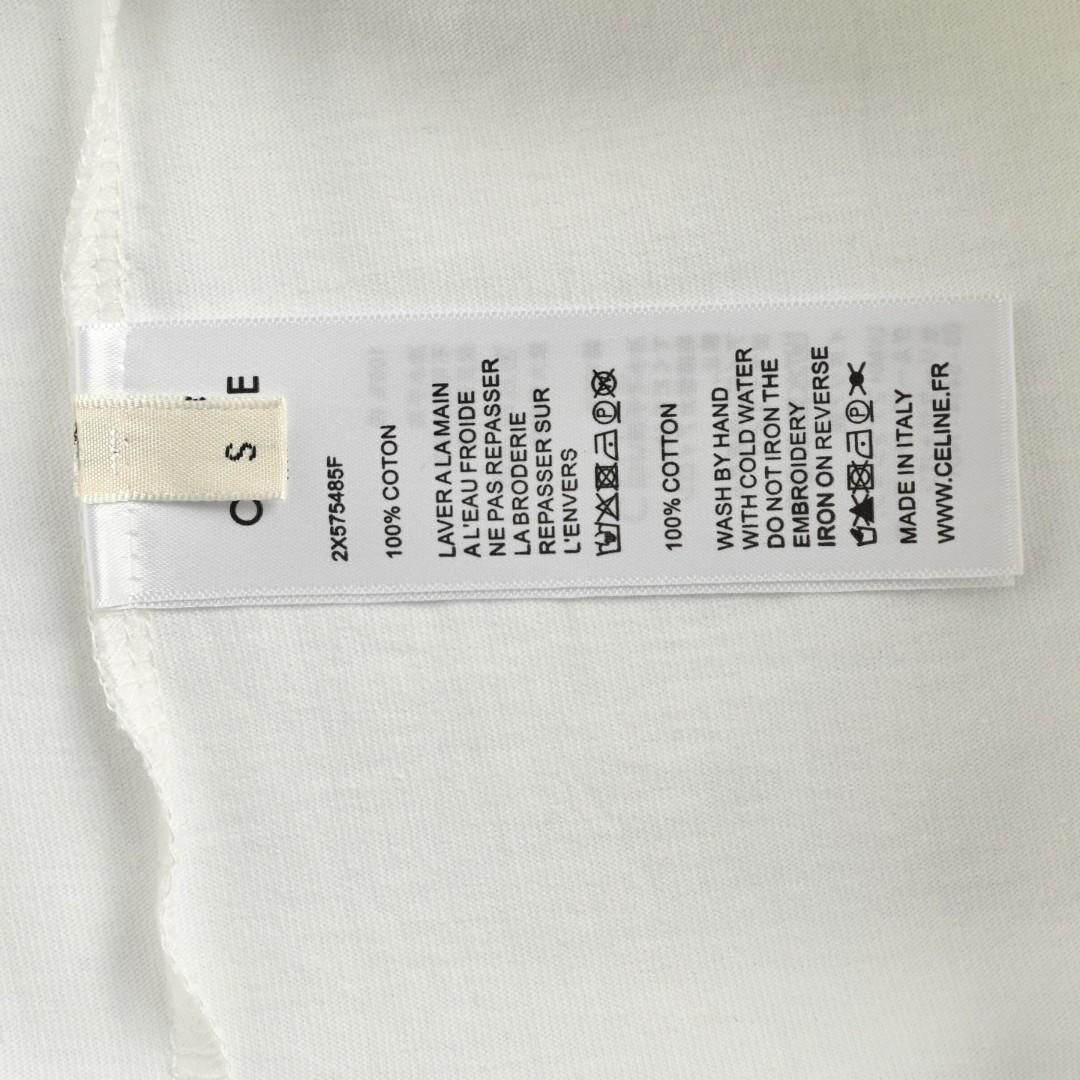 S
2X575485F
100% COTON
LAVER A LA MAIN
A L'EAU FROIDE
NE PAS REPASSER
LA BRODERIE
REPASSER SUR
L'ENVERS
100% COTTON
WASH BY HAND
WITH COLD WATER
DO NOT IRON THE
EMBROIDERY
IRON ON REVERSE
MADE IN ITALY
WWW.CELINE.FR